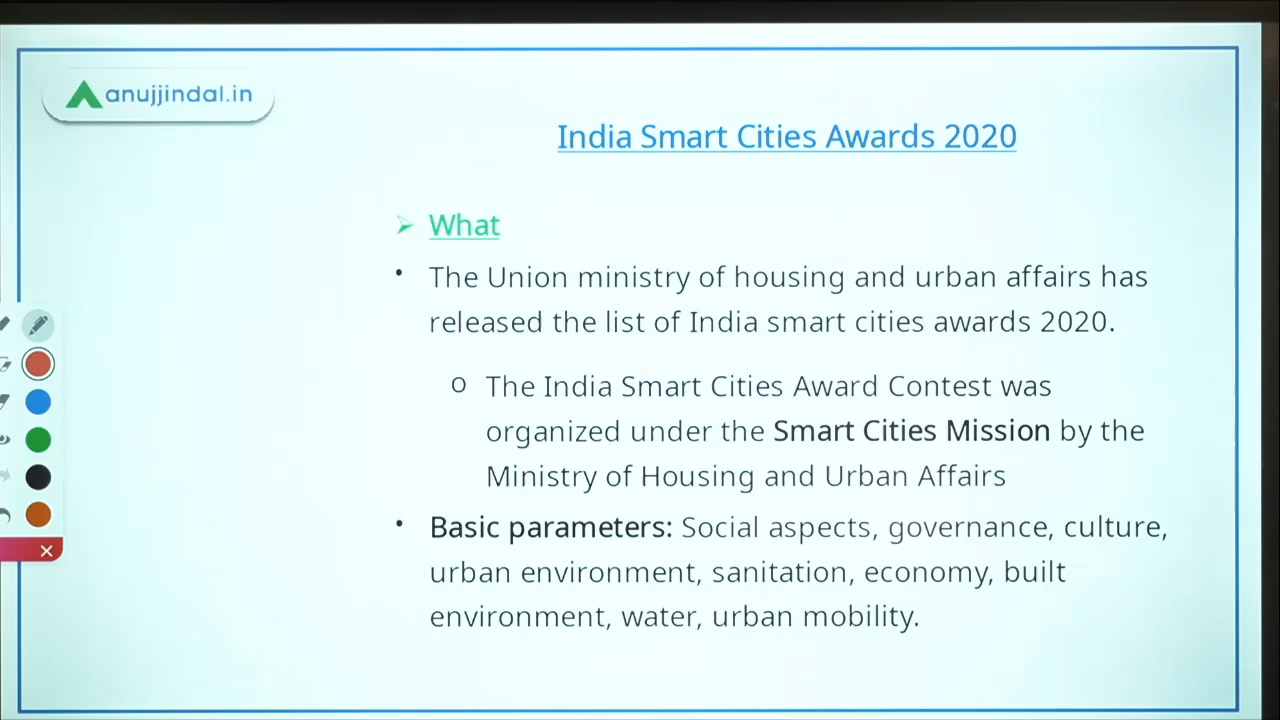 anujjindal.in
India Smart Cities Awards 2020
➢ What
• The Union ministry of housing and urban affairs has
released the list of India smart cities awards 2020.
o The India Smart Cities Award Contest was
organized under the Smart Cities Mission by the
Ministry of Housing and Urban Affairs
• Basic parameters: Social aspects, governance, culture,
urban environment, sanitation, economy, built
environment, water, urban mobility.